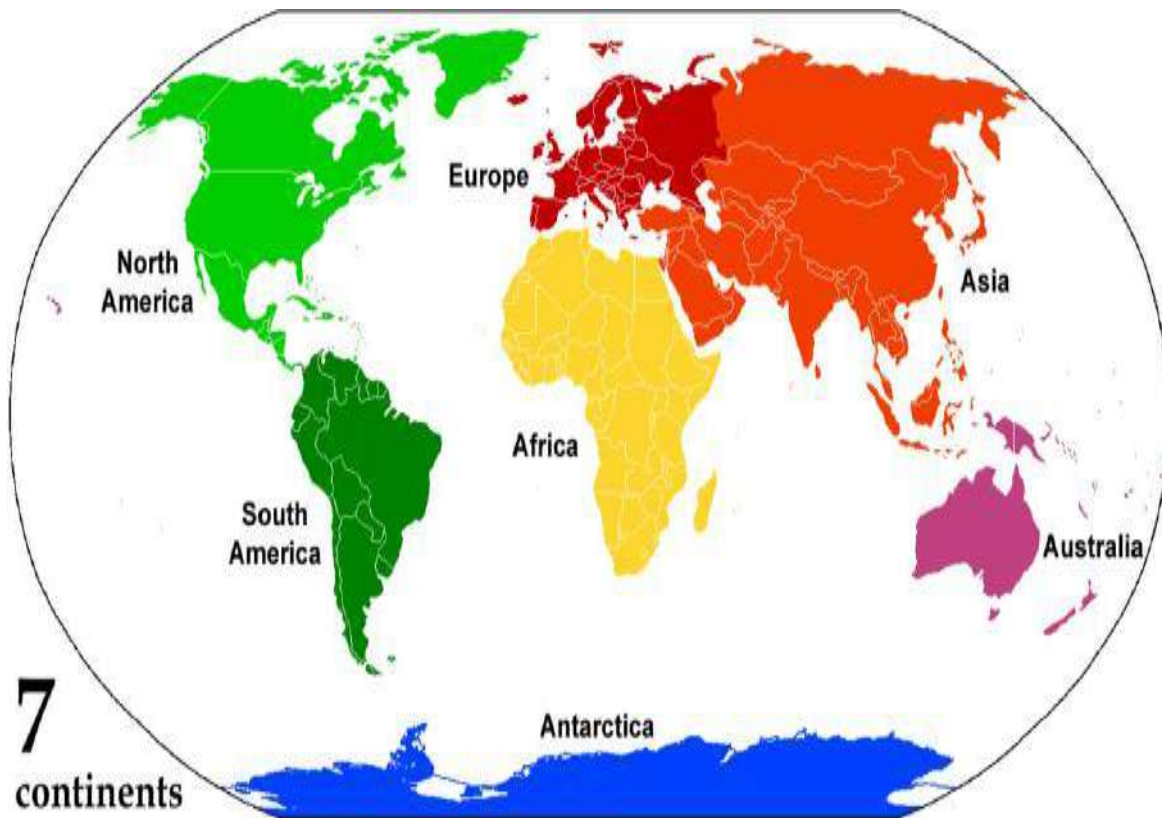 Europe
North
America
Asia
Africa
South
America
Australia
Antarctica
7
continents